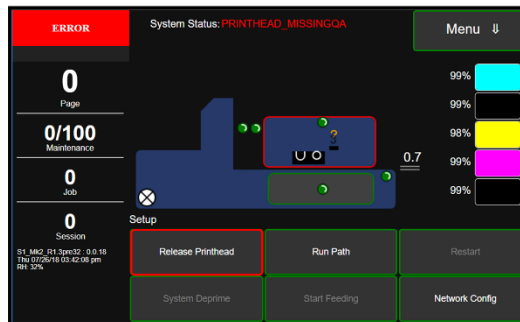 ERROR
System Status: PRINTHEAD_MISSINGQA
Menu ⇓
0
Page
0/100
Maintenance
0
Job
0
Session
S1_Mk2_R1.3pre32 : 0.0.18
Thu 07/26/18 03:42:08 pm
RH: 32%
99%
99%
98%
99%
99%
?
0.7
Setup
Release Printhead
Run Path
Restart
System Deprime
Start Feeding
Network Config